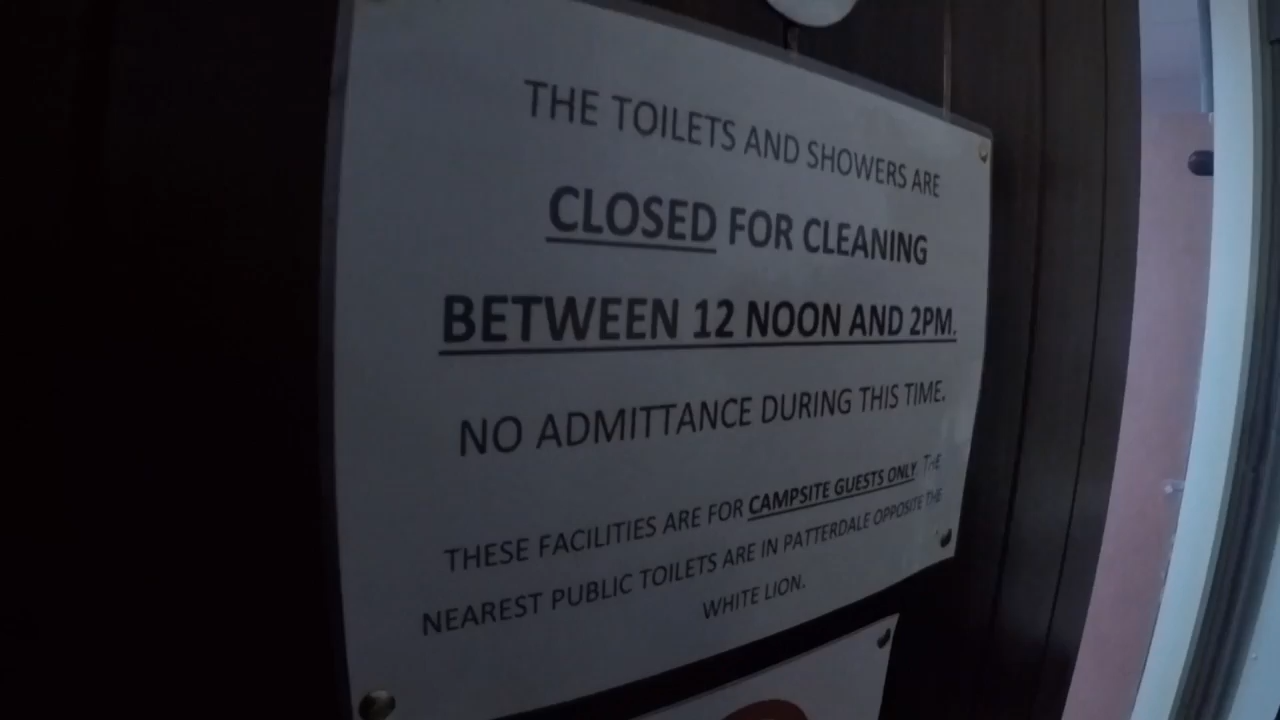 THE TOILETS AND SHOWERS ARE
CLOSED FOR CLEANING
BETWEEN 12 NOON AND 2PM.
NO ADMITTANCE DURING THIS TIME.
THESE FACILITIES ARE FOR CAMPSITE GUESTS ONLY. THE
NEAREST PUBLIC TOILETS ARE IN PATTERDALE OPPOSITE THE
WHITE LION.